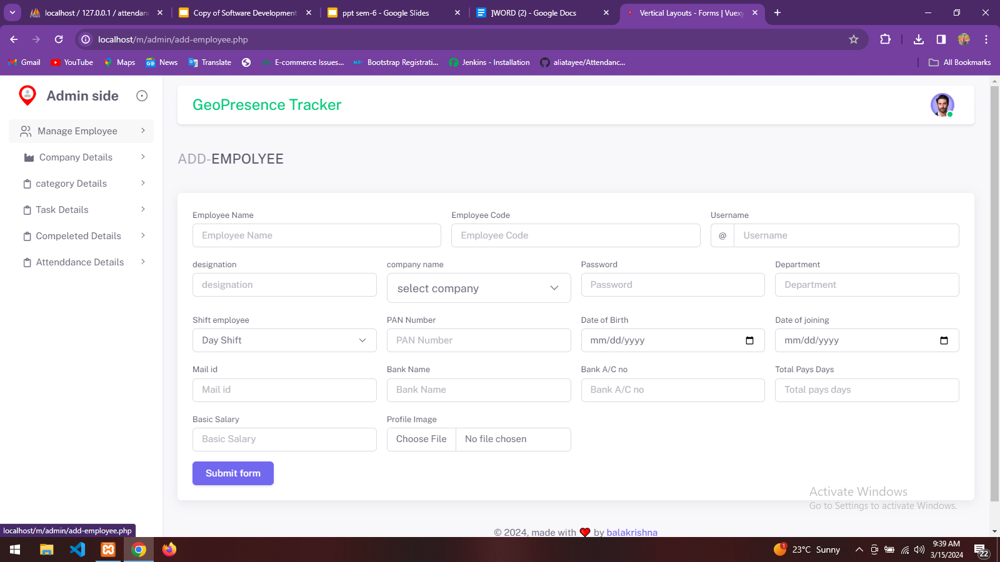 localhost / 127.0.0.1 / attendan
Copy of Software Development
ppt sem-6 - Google Slides
]WORD (2) - Google Docs
Vertical Layouts - Forms | Vuexy
localhost/m/admin/add-employee.php
Gmail
YouTube
Maps
News
Translate
E-commerce Issues...
Bootstrap Registrati...
Jenkins - Installation
aliatayee/Attendanc...
All Bookmarks
Admin side
GeoPresence Tracker
Manage Employee
Company Details
category Details
Task Details
Compeleted Details
Attenddance Details
ADD-EMPOLYEE
Employee Name
Employee Code
Username
Employee Name
Employee Code
@ Username
designation
company name
Password
Department
designation
select company
Password
Department
Shift employee
PAN Number
Date of Birth
Date of joining
Day Shift
PAN Number
mm/dd/yyyy
mm/dd/yyyy
Mail id
Bank Name
Bank A/C no
Total Pays Days
Mail id
Bank Name
Bank A/C no
Total pays days
Basic Salary
Profile Image
Basic Salary
Choose File No file chosen
Submit form
Activate Windows
Go to Settings to activate Windows.
© 2024, made with ❤ by balakrishna
localhost/m/admin/add-employee.php
1
23°C Sunny
9:39 AM
3/15/2024
22